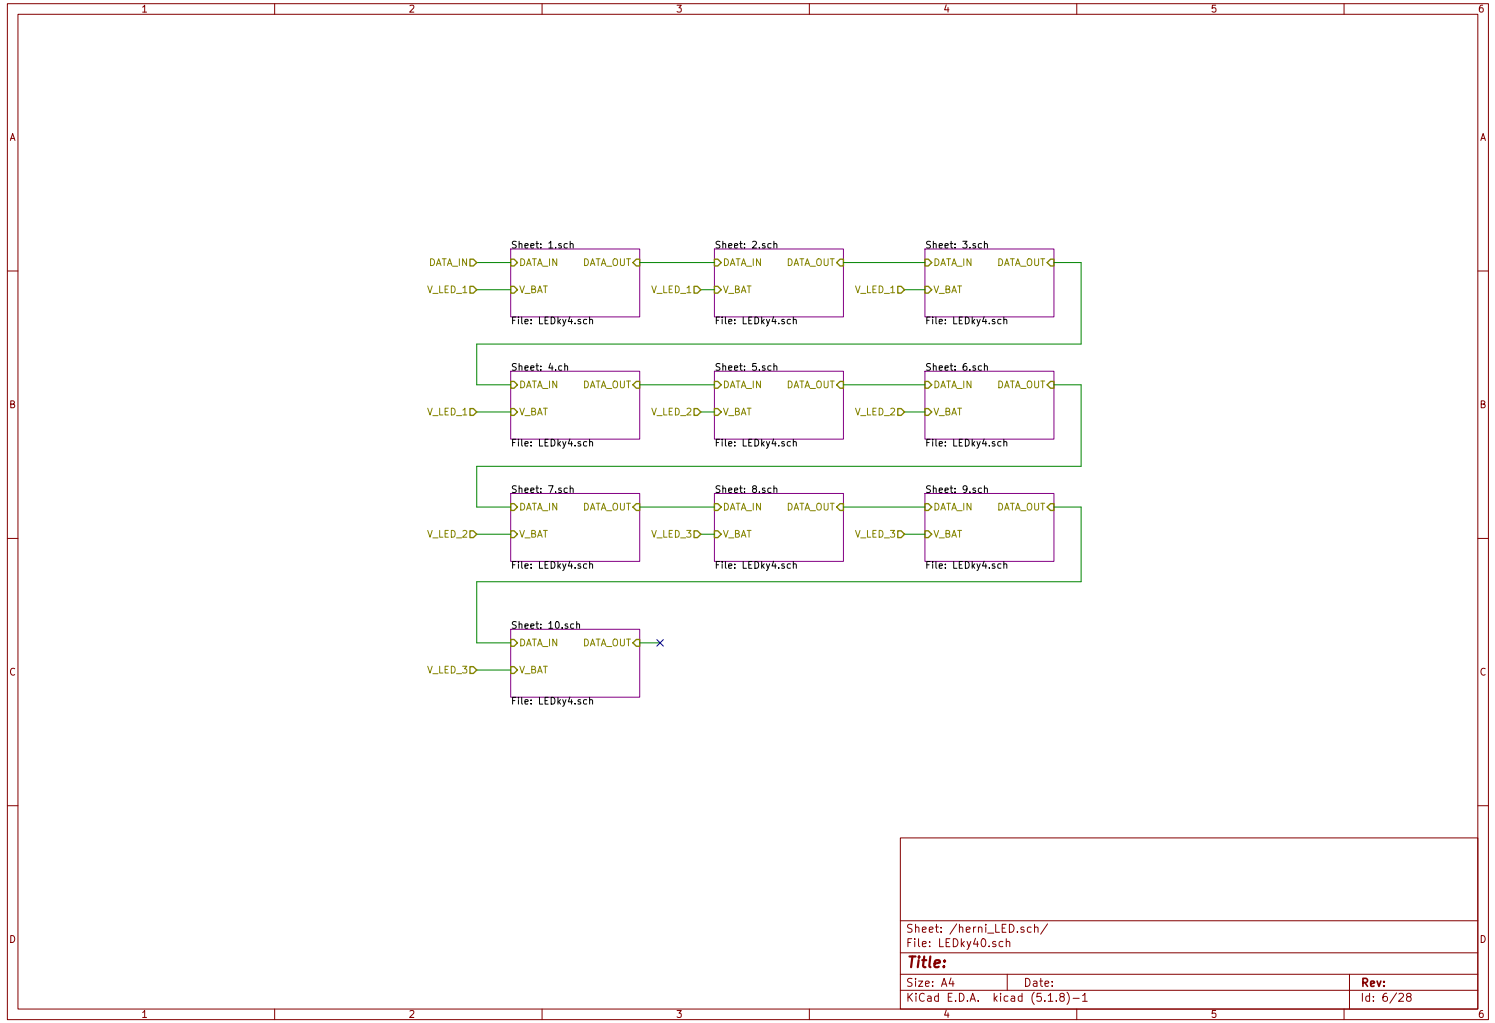 1 2 3 4 5 6
A A
Sheet: 1.sch Sheet: 2.sch Sheet: 3.sch
DATA_IN DATA_IN DATA_OUT DATA_IN DATA_OUT DATA_IN DATA_OUT
V_LED_1 V_BAT V_LED_1 V_BAT V_LED_1 V_BAT
File: LEDky4.sch File: LEDky4.sch File: LEDky4.sch
Sheet: 4.ch Sheet: 5.sch Sheet: 6.sch
DATA_IN DATA_OUT DATA_IN DATA_OUT DATA_IN DATA_OUT
B B
V_LED_1 V_BAT V_LED_2 V_BAT V_LED_2 V_BAT
File: LEDky4.sch File: LEDky4.sch File: LEDky4.sch
Sheet: 7.sch Sheet: 8.sch Sheet: 9.sch
DATA_IN DATA_OUT DATA_IN DATA_OUT DATA_IN DATA_OUT
V_LED_2 V_BAT V_LED_3 V_BAT V_LED_3 V_BAT
File: LEDky4.sch File: LEDky4.sch File: LEDky4.sch
Sheet: 10.sch
DATA_IN DATA_OUT
V_LED_3 V_BAT
C C
File: LEDky4.sch
Sheet: /herni_LED.sch/
D D
File: LEDky40.sch
Title:
Size: A4 Date: Rev:
KiCad E.D.A. kicad (5.1.8)-1 Id: 6/28
1 2 3 4 5 6